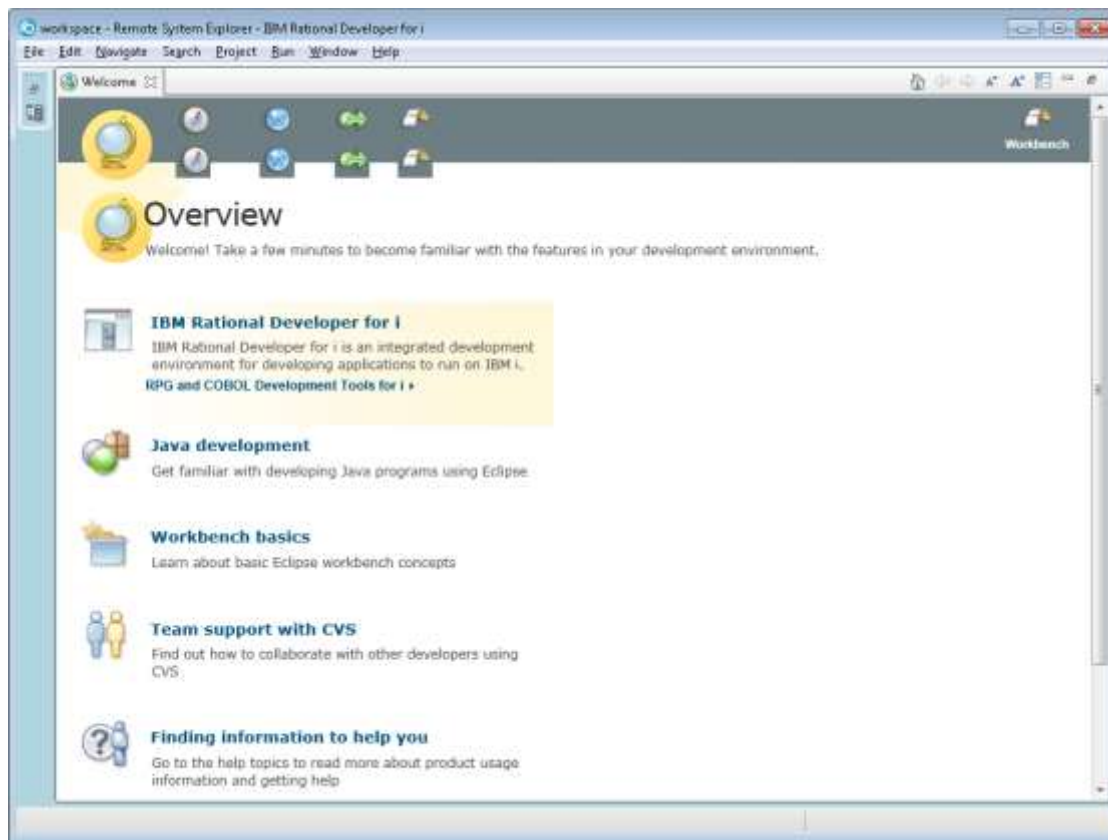 workspace - Remote System Explorer - IBM Rational Developer for i
File Edit Navigate Search Project Run Window Help
Welcome
Workbench
Overview
Welcome! Take a few minutes to become familiar with the features in your development environment.
IBM Rational Developer for i
IBM Rational Developer for i is an integrated development
environment for developing applications to run on IBM i.
RPG and COBOL Development Tools for i
Java development
Get familiar with developing Java programs using Eclipse
Workbench basics
Learn about basic Eclipse workbench concepts
Team support with CVS
Find out how to collaborate with other developers using
CVS
Finding information to help you
Go to the help topics to read more about product usage
information and getting help